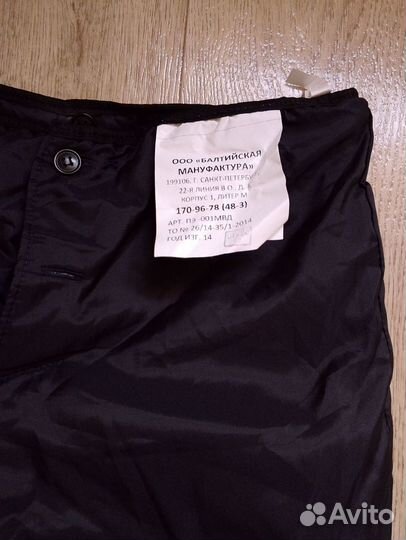 ООО «БАЛТИЙСКАЯ
МАНУФАКТУРА»
199106, Г. САНКТ-ПЕТЕРБУРГ
22-Я ЛИНИЯ В.О., Д.
КОРПУС 1, ЛИТЕР М
170-96-78 (48-3)
АРТ. ПЭ-001МВД
ТО № 26/14-35/1-2014
ГОД ИЗГ. 14
Avito